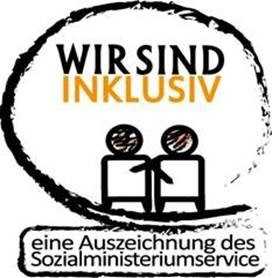 WIR SIND
INKLUSIV
eine Auszeichnung des
Sozialministeriumservice